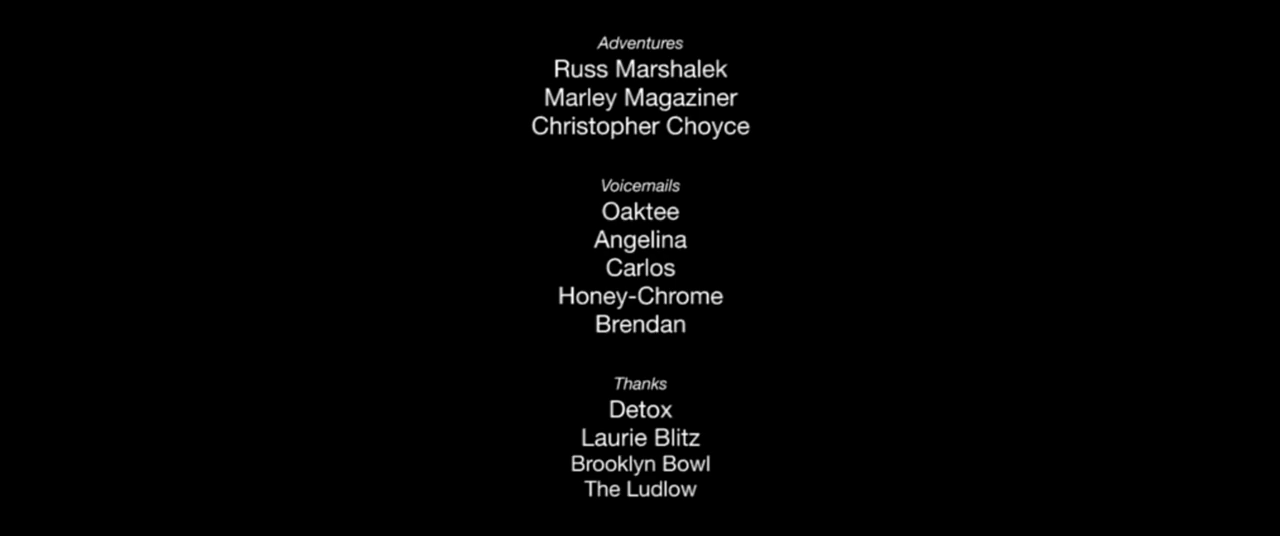 Adventures
Russ Marshalek
Marley Magaziner
Christopher Choyce
Voicemails
Oaktee
Angelina
Carlos
Honey-Chrome
Brendan
Thanks
Detox
Laurie Blitz
Brooklyn Bowl
The Ludlow